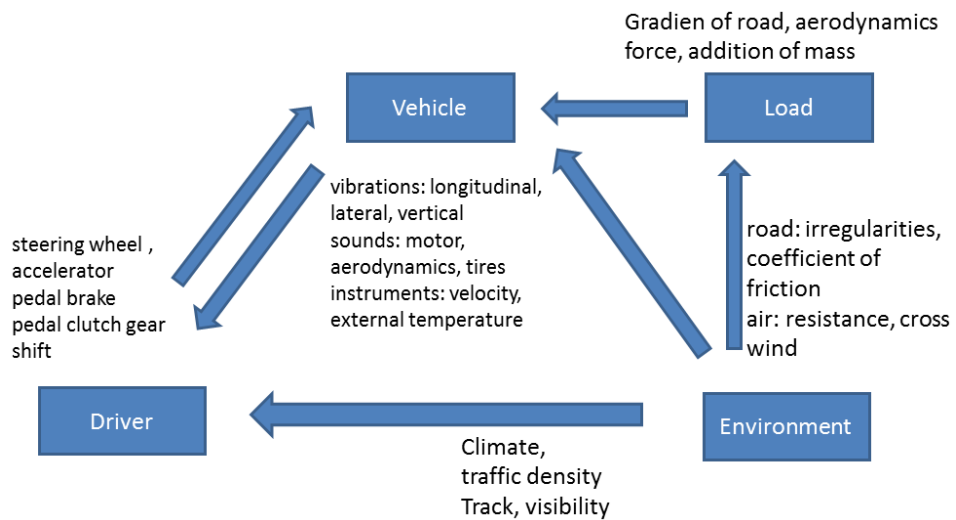 Gradien of road, aerodynamics
force, addition of mass
Vehicle
Load
vibrations: longitudinal,
lateral, vertical
sounds: motor,
aerodynamics, tires
instruments: velocity,
external temperature
steering wheel ,
accelerator
pedal brake
pedal clutch gear
shift
road: irregularities,
coefficient of
friction
air: resistance, cross
wind
Driver
Environment
Climate,
traffic density
Track, visibility